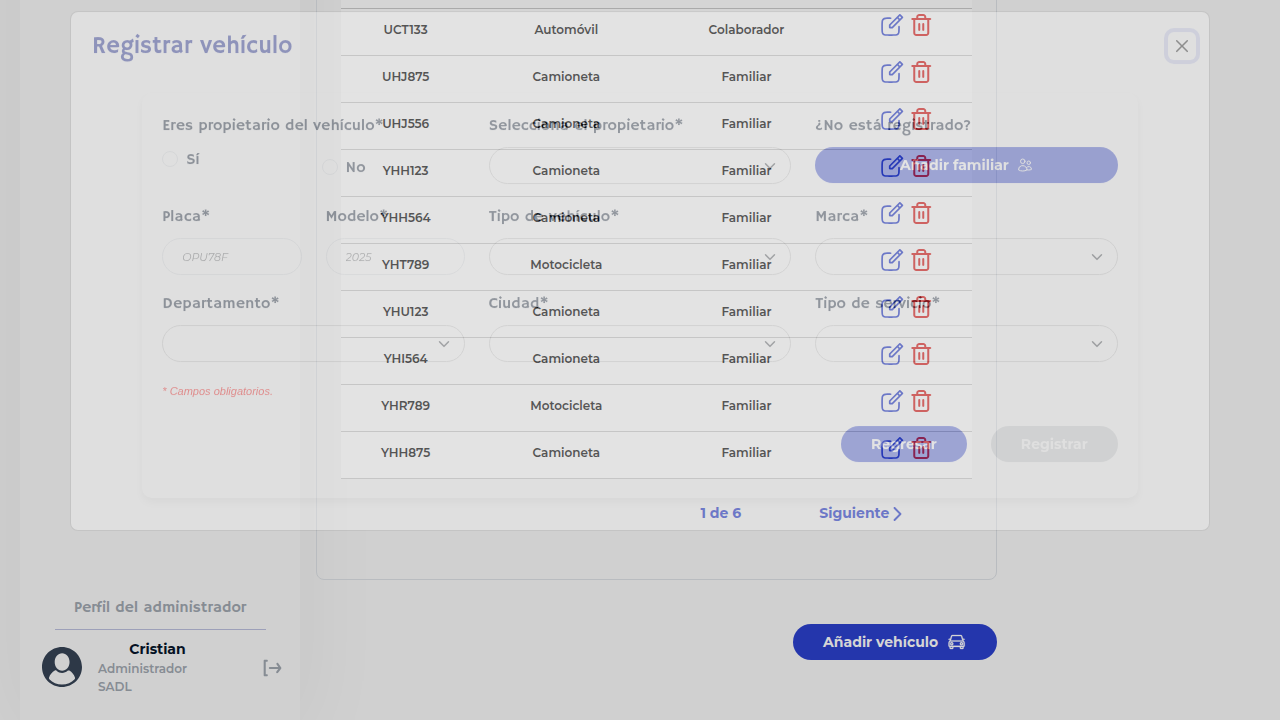 UCT133 Automóvil Colaborador
Registrar vehículo
UHJ875 Camioneta Familiar
Eres propietario del vehículo* Selecciona el propietario* ¿No está registrado?
UHJ556 Camioneta Familiar
Sí No Añadir familiar
YHH123 Camioneta Familiar
Placa* Modelo* Tipo de vehículo* Marca*
YHH564 Camioneta Familiar
OPU78F 2025
YHT789 Motocicleta Familiar
Departamento* Ciudad* Tipo de servicio*
YHU123 Camioneta Familiar
YHI564 Camioneta Familiar
* Campos obligatorios.
YHR789 Motocicleta Familiar
Regresar Registrar
YHH875 Camioneta Familiar
1 de 6 Siguiente
Perfil del administrador
Cristian
Administrador
SADL
Añadir vehículo